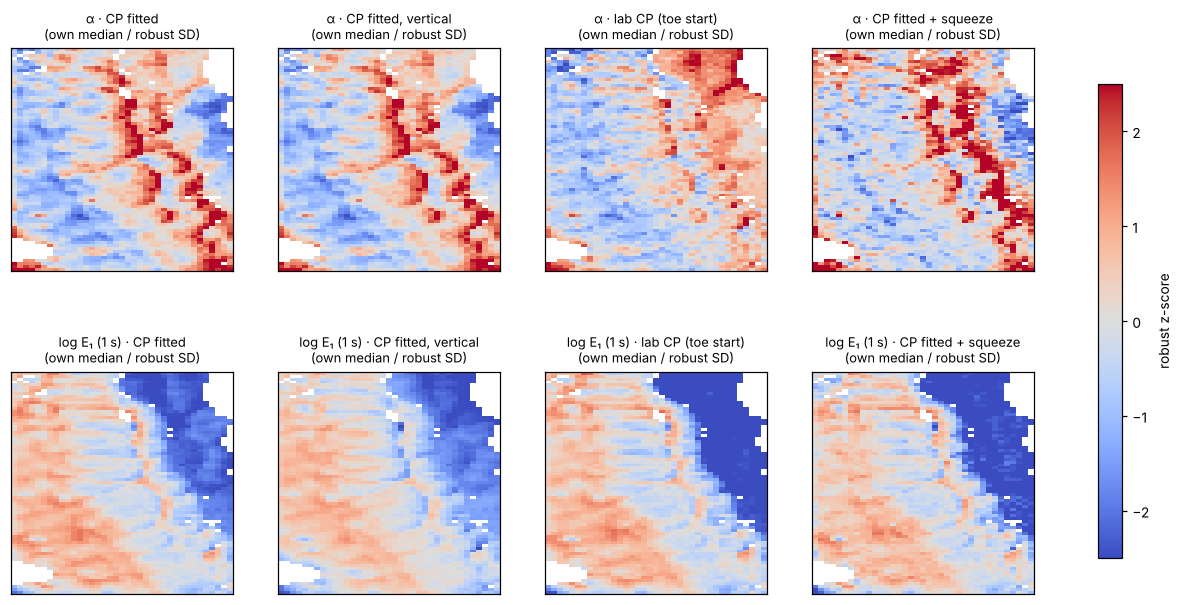 α · CP fitted
(own median / robust SD)
α · CP fitted, vertical
(own median / robust SD)
α · lab CP (toe start)
(own median / robust SD)
α · CP fitted + squeeze
(own median / robust SD)
log E₁ (1 s) · CP fitted
(own median / robust SD)
log E₁ (1 s) · CP fitted, vertical
(own median / robust SD)
log E₁ (1 s) · lab CP (toe start)
(own median / robust SD)
log E₁ (1 s) · CP fitted + squeeze
(own median / robust SD)
2
1
0
−1
−2
robust z-score